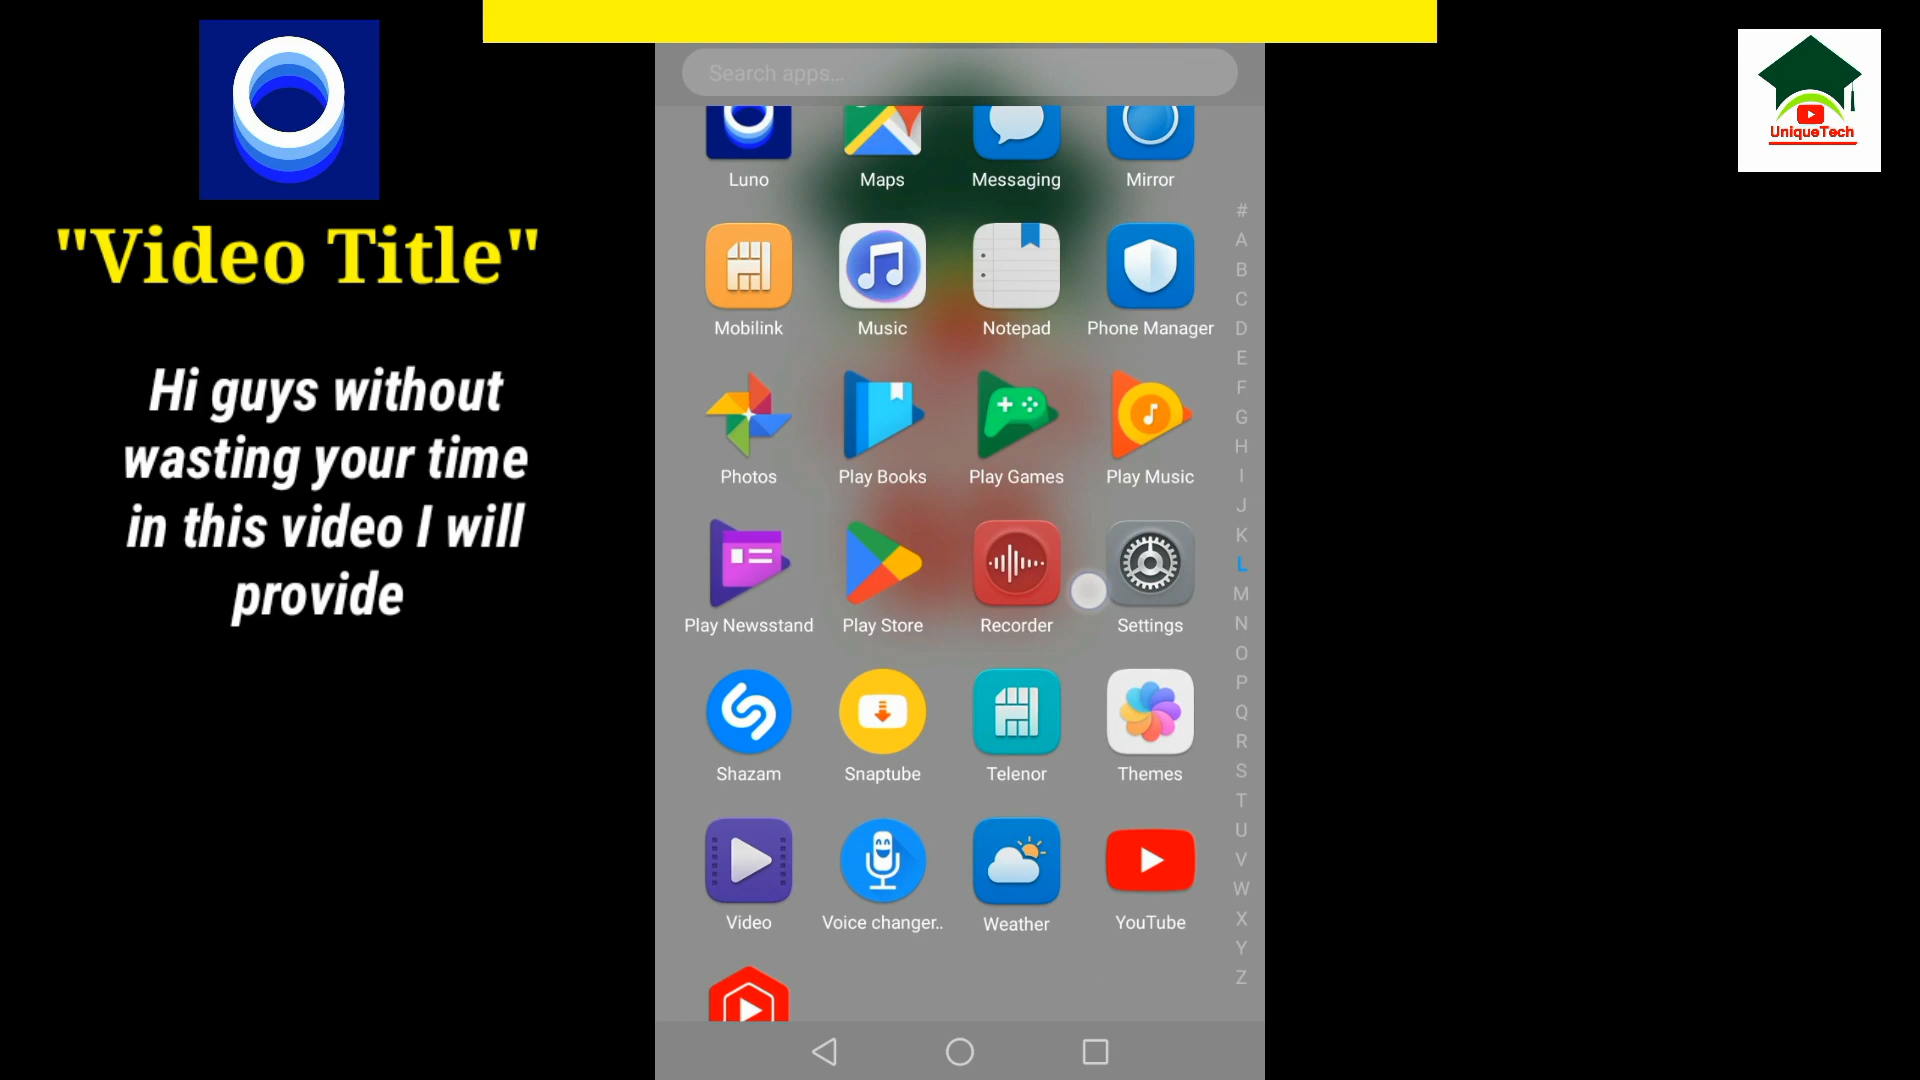 "Video Title"
Hi guys without
wasting your time
in this video I will
provide
Search apps...
Luno
Maps
Messaging
Mirror
Mobilink
Music
Notepad
Phone Manager
Photos
Play Books
Play Games
Play Music
Play Newsstand
Play Store
Recorder
Settings
Shazam
Snaptube
Telenor
Themes
Video
Voice changer..
Weather
YouTube
#
A
B
C
D
E
F
G
H
I
J
K
L
M
N
O
P
Q
R
S
T
U
V
W
X
Y
Z
UniqueTech